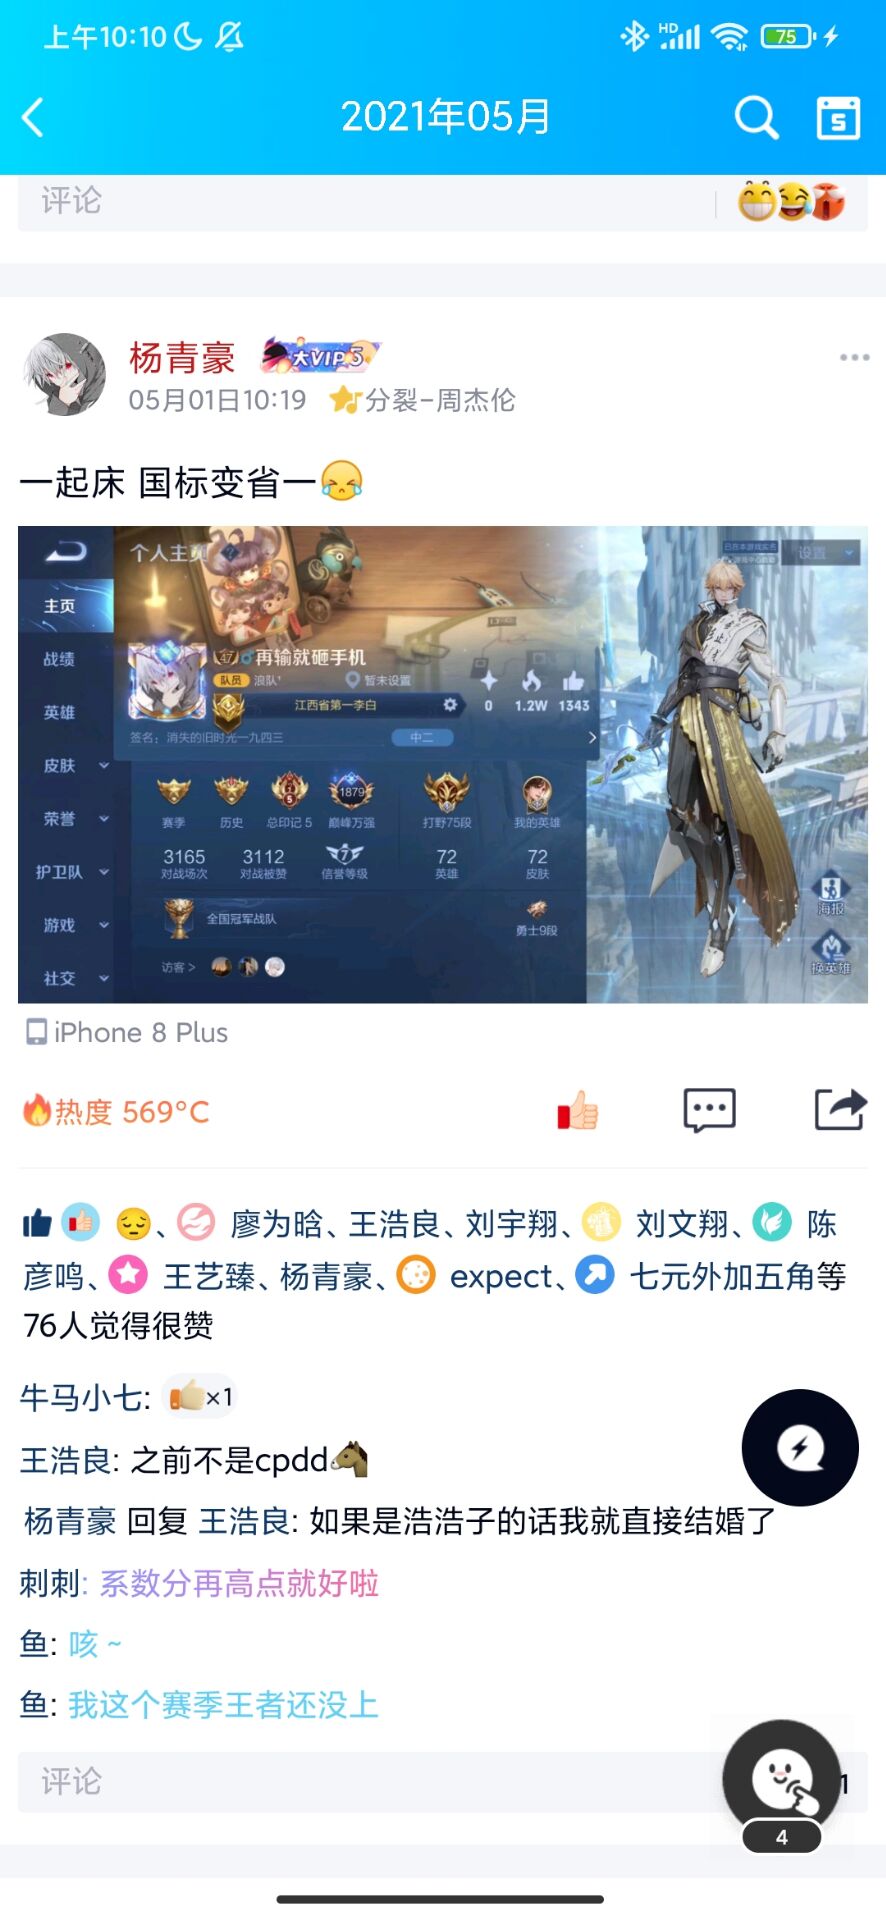 上午10:10
HD
75
2021年05月
S
评论
杨青豪 大VIP5
05月01日10:19 分裂-周杰伦
一起床 国标变省一
个人主页
设置
主页
战绩
英雄
皮肤
荣誉
护卫队
游戏
社交
47 再输就砸手机
队员 浪队' 暂未设置
江西省第一李白
0 1.2W 1343
签名：消失的旧时光一九四三 中二
5 1879
赛季 历史 总印记 5 巅峰万强 打野75段 我的英雄
3165 3112 7 72 72
对战场次 对战被赞 信誉等级 英雄 皮肤
全国冠军战队 勇士9段
访客 >
海报
换英雄
iPhone 8 Plus
热度 569°C
、 廖为晗、王浩良、刘宇翔、 刘文翔、 陈
彦鸣、 王艺臻、杨青豪、 expect、 七元外加五角等
76人觉得很赞
牛马小七: ×1
王浩良: 之前不是cpdd
杨青豪 回复 王浩良: 如果是浩浩子的话我就直接结婚了
刺刺: 系数分再高点就好啦
鱼: 咳 ~
鱼: 我这个赛季王者还没上
评论
1
4